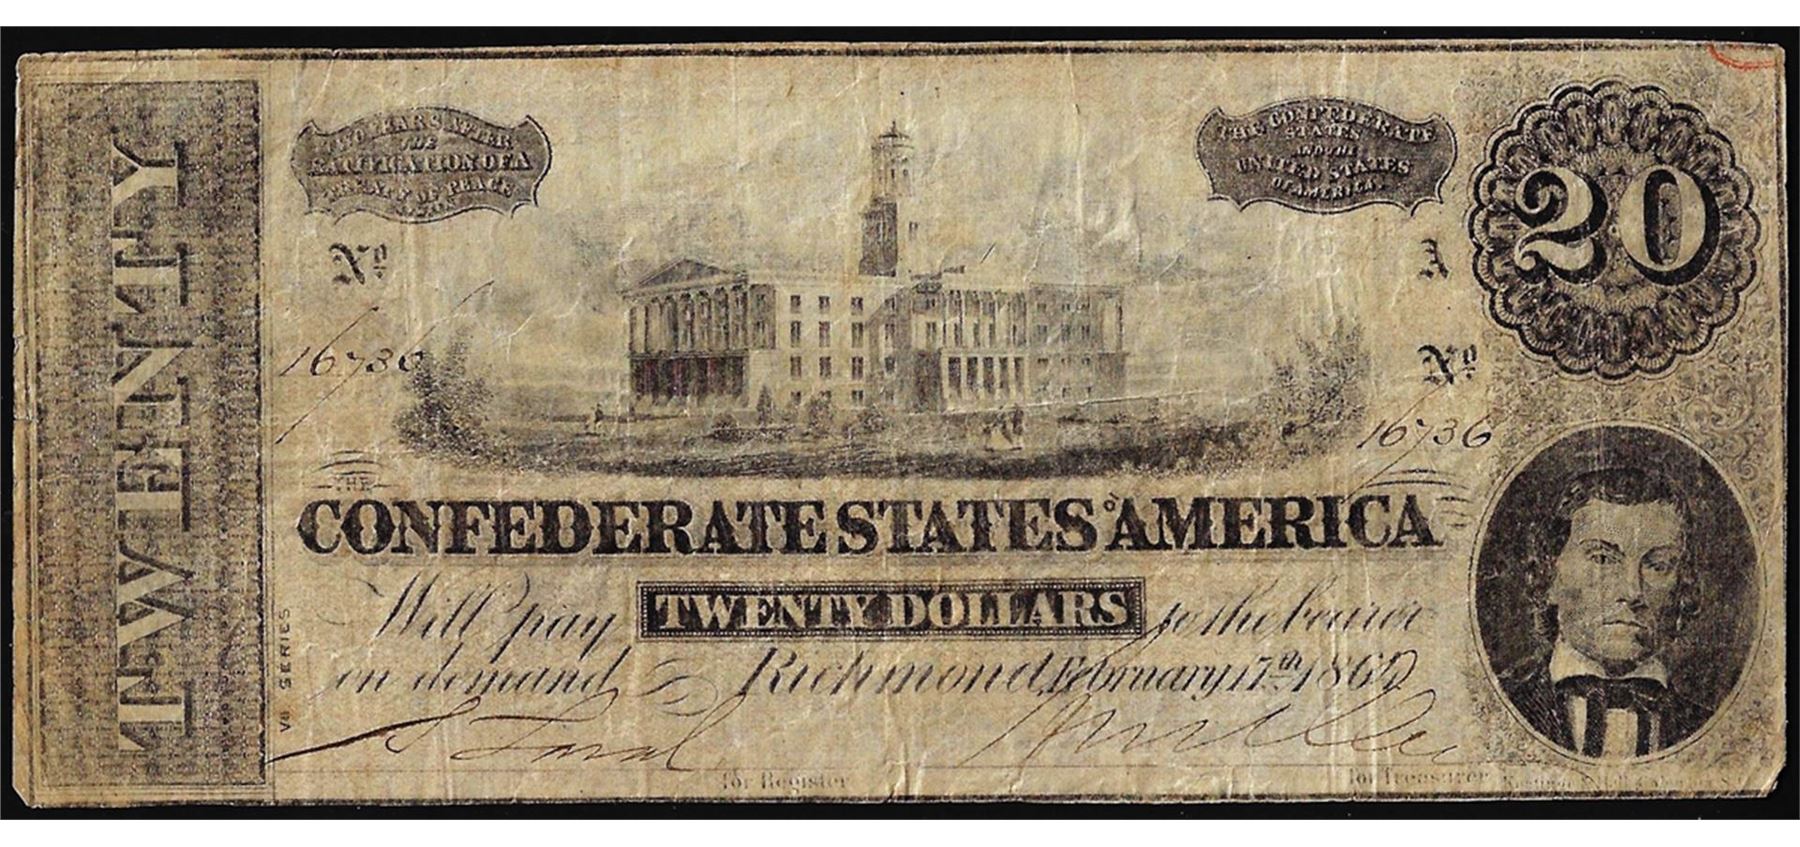 TWENTY
TWO YEARS AFTER
THE
RATIFICATION OF A
TREATY OF PEACE
THE CONFEDERATE
STATES
AND THE
UNITED STATES
OF AMERICA.
20
No
A
16736
No
16736
THE
CONFEDERATE STATES OF AMERICA
Will pay TWENTY DOLLARS to the bearer
on demand Richmond, February 17th 1860
VII SERIES
for Register
for Treasurer